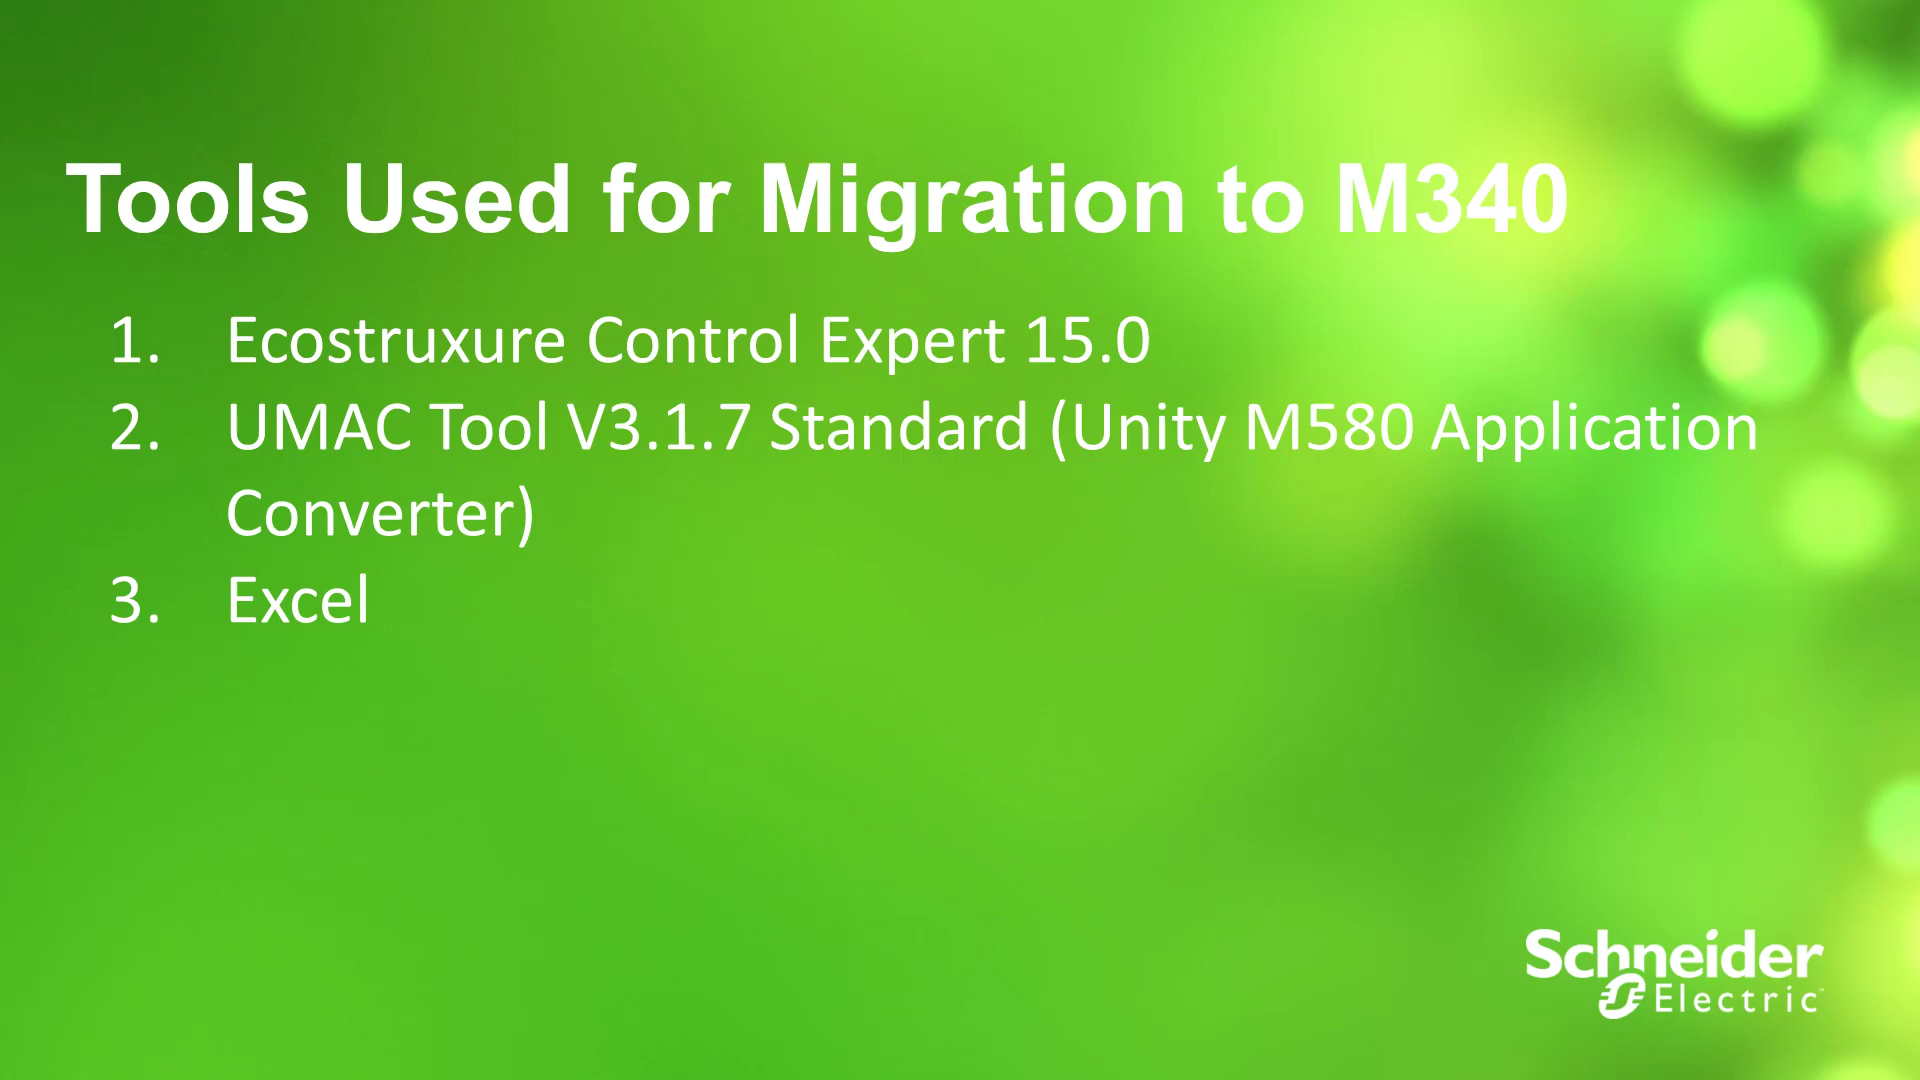 Tools Used for Migration to M340
1. Ecostruxure Control Expert 15.0
2. UMAC Tool V3.1.7 Standard (Unity M580 Application
Converter)
3. Excel
Schneider
Electric